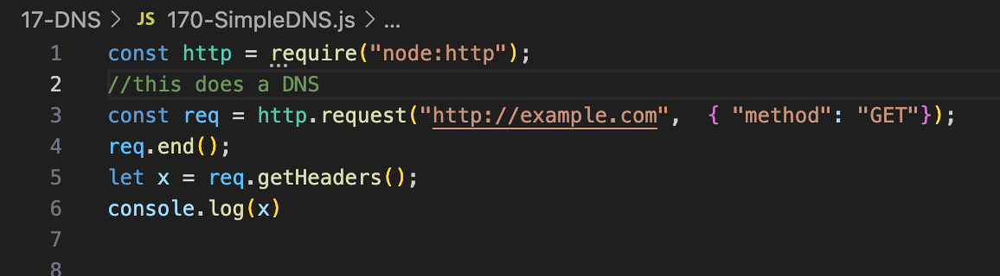 17-DNS > JS 170-SimpleDNS.js > ...
1 const http = require("node:http");
2 //this does a DNS
3 const req = http.request("http://example.com", { "method": "GET"});
4 req.end();
5 let x = req.getHeaders();
6 console.log(x)
7
8